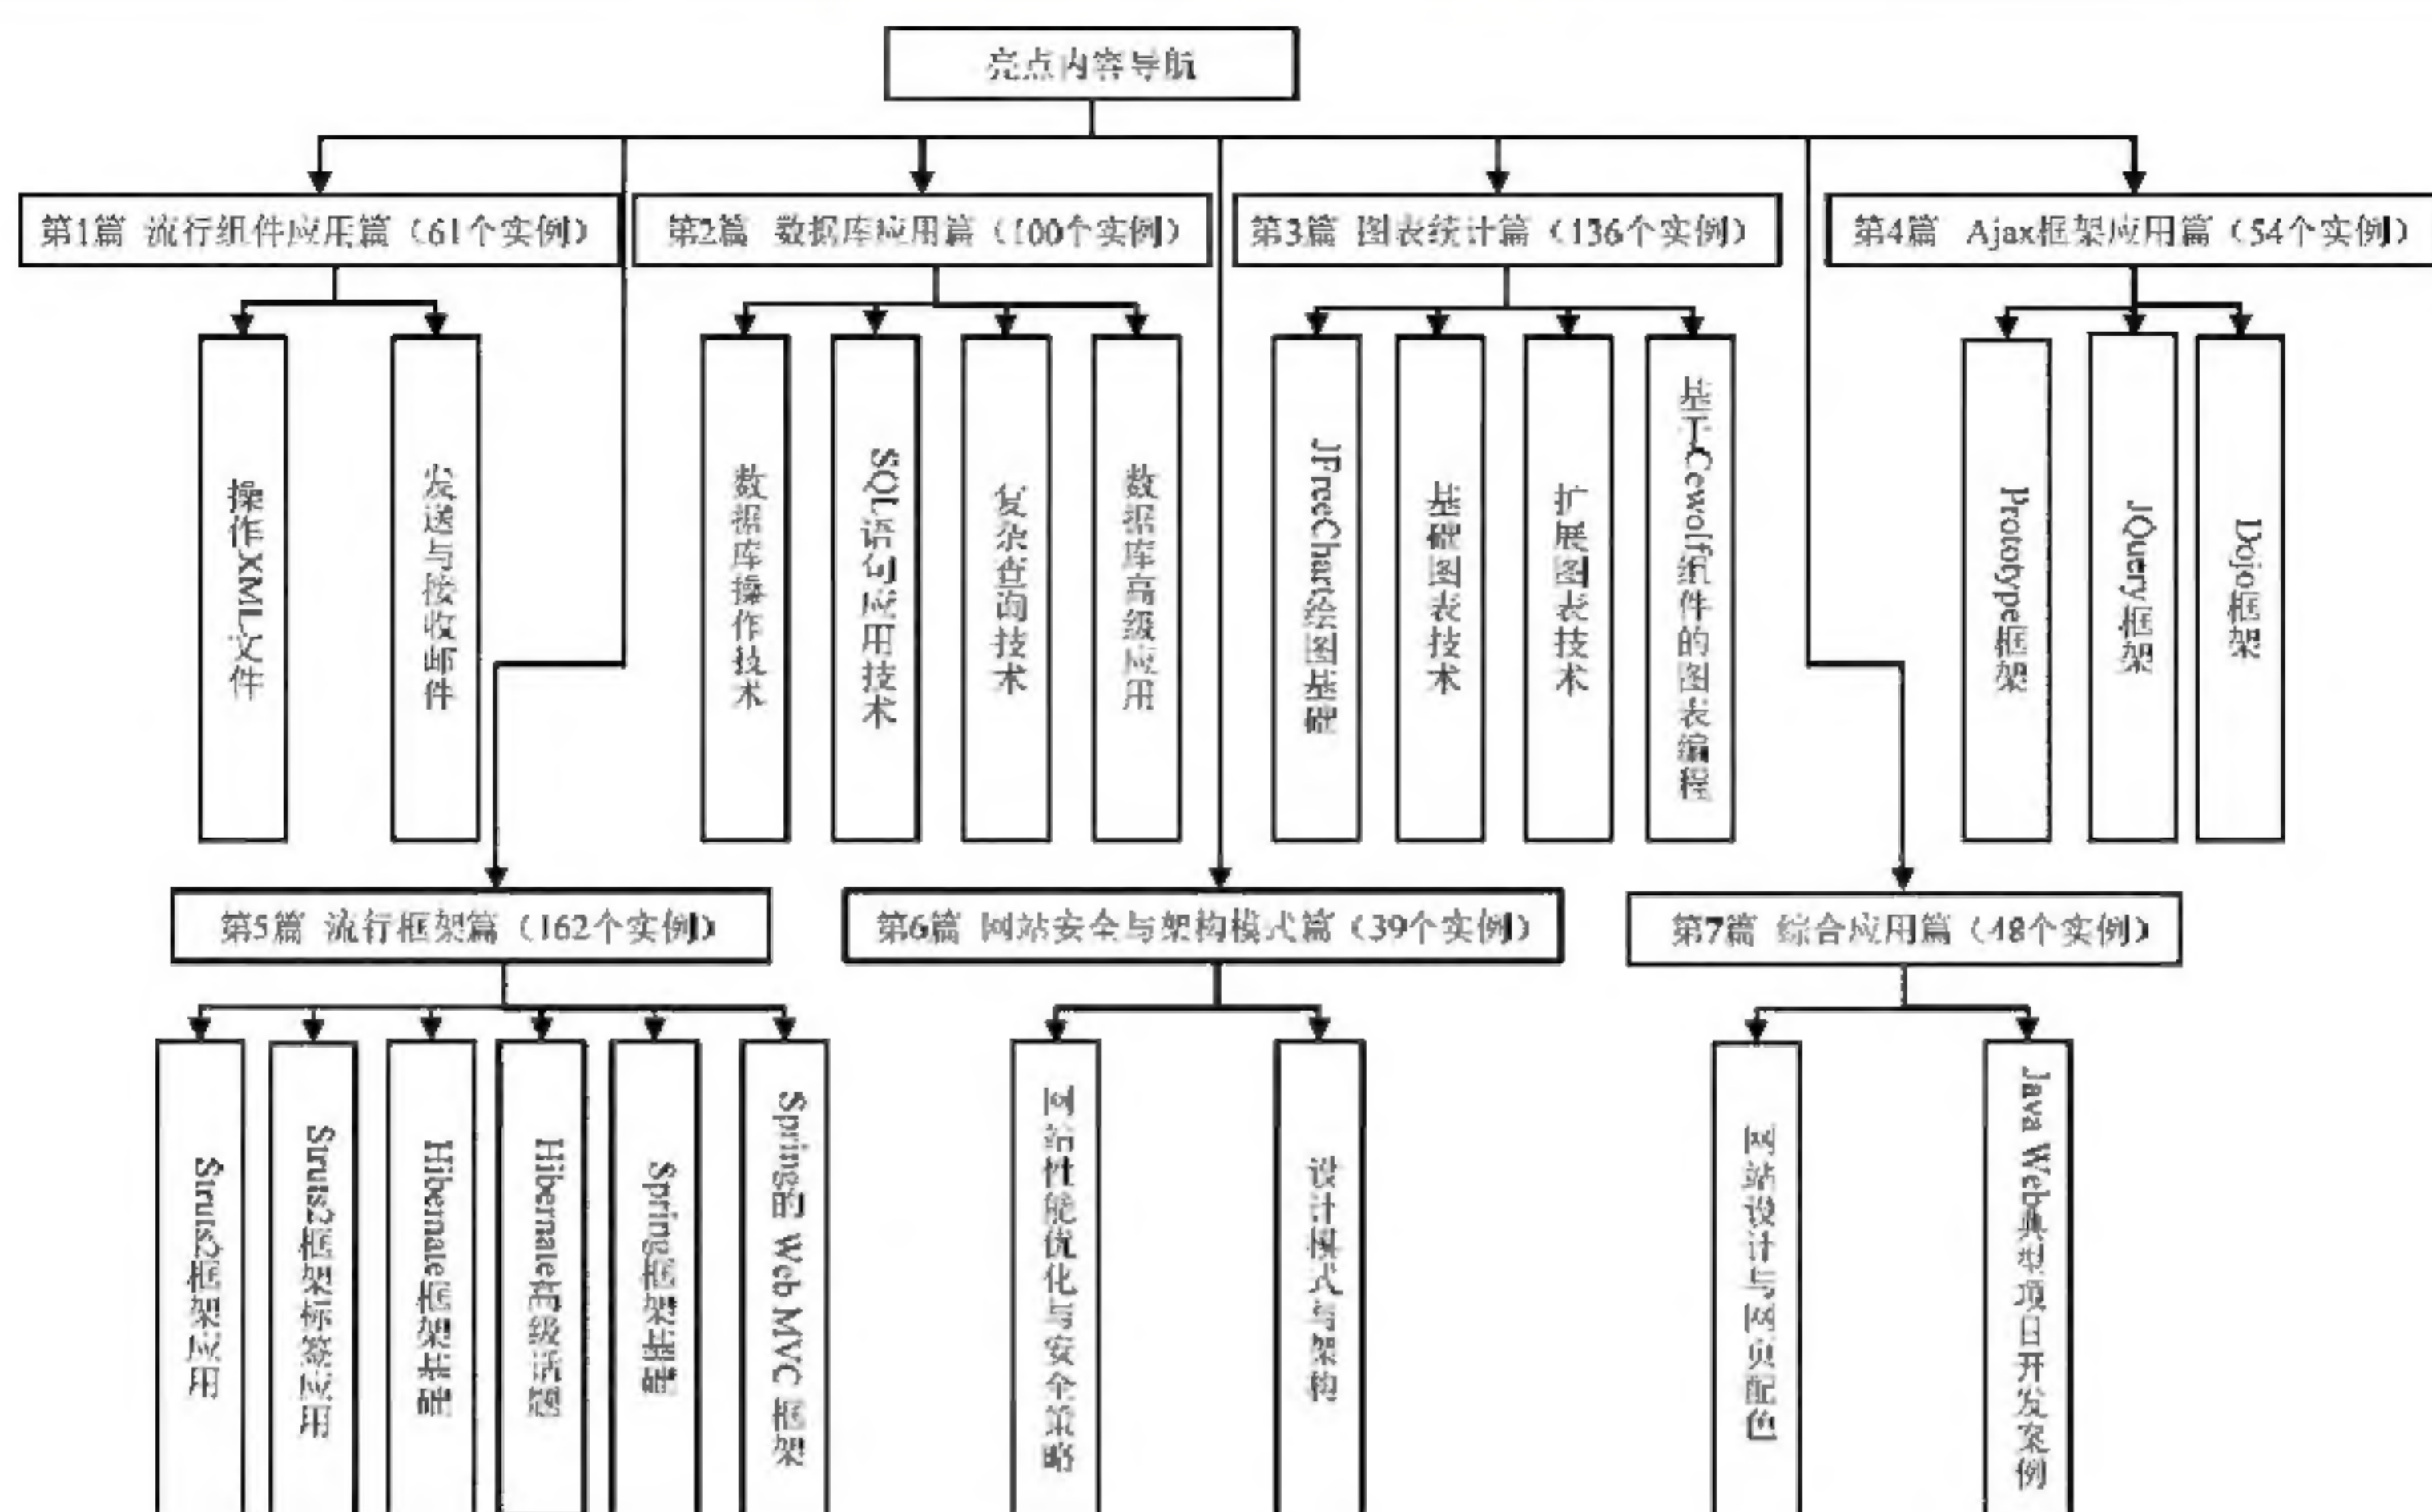 亮点内容导航
第1篇 流行组件应用篇（61个实例）
第2篇 数据库应用篇（100个实例）
第3篇 图表统计篇（136个实例）
第4篇 Ajax框架应用篇（54个实例）
操作XML文件
发送与接收邮件
数据库操作技术
SQL语句应用技术
复杂查询技术
数据库高级应用
JFreeChart绘图基础
基础图表技术
扩展图表技术
基于Cewolf组件的图表编程
Prototype框架
JQuery框架
Dojo框架
第5篇 流行框架篇（162个实例）
第6篇 网站安全与架构模式篇（39个实例）
第7篇 综合应用篇（48个实例）
Struts2框架应用
Struts2框架标签应用
Hibernate框架基础
Hibernate高级话题
Spring框架基础
Spring的 Web MVC 框架
网站性能优化与安全策略
设计模式与架构
网站设计与网页配色
Java Web典型项目开发案例